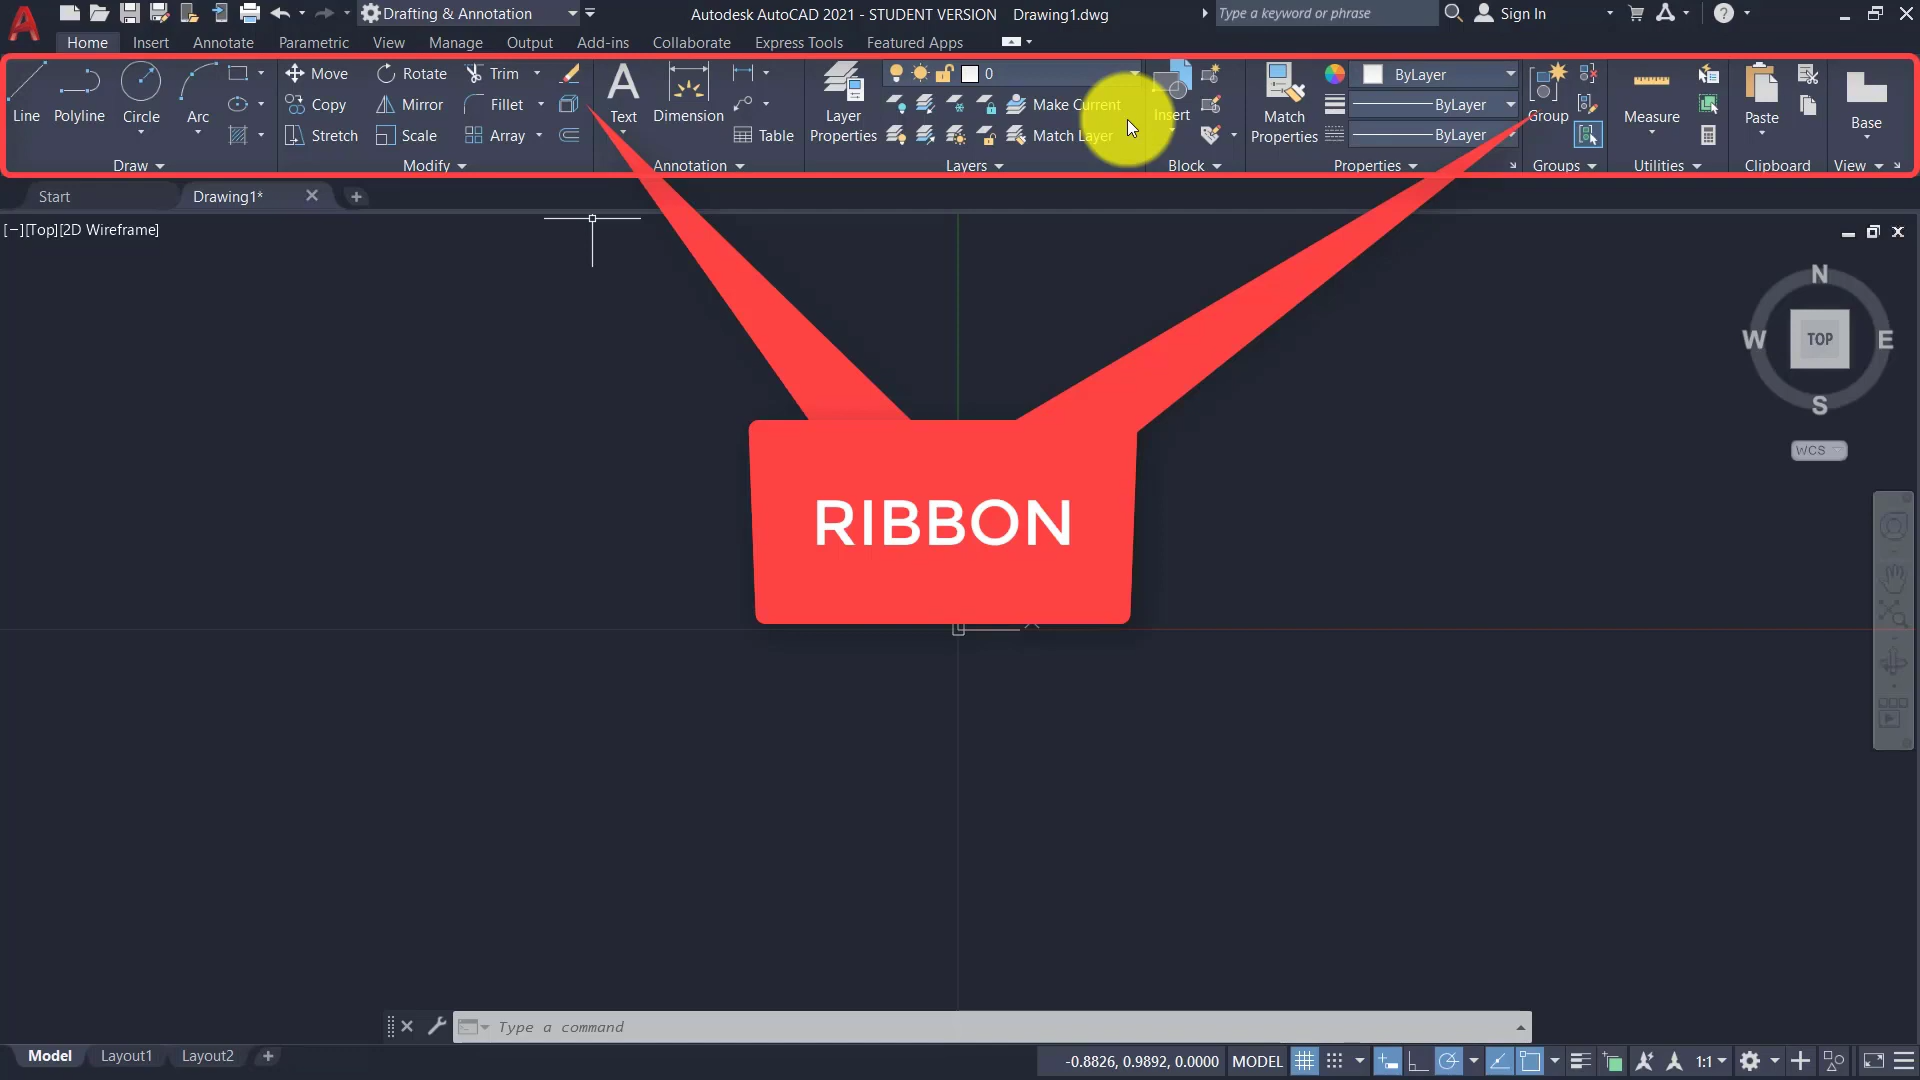 Drafting & Annotation
Autodesk AutoCAD 2021 - STUDENT VERSION Drawing1.dwg
Type a keyword or phrase
Sign In
Home Insert Annotate Parametric View Manage Output Add-ins Collaborate Express Tools Featured Apps
Line Polyline Circle Arc
Move Rotate Trim
Copy Mirror Fillet
Stretch Scale Array
Text Dimension
Table
Layer Properties
0
Make Current
Match Layer
Insert
Match Properties
ByLayer
ByLayer
ByLayer
Group
Measure
Paste
Base
Draw Modify Annotation Layers Block Properties Groups Utilities Clipboard View
Start Drawing1*
[−][Top][2D Wireframe]
N
W TOP E
S
WCS
RIBBON
Type a command
Model Layout1 Layout2
-0.8826, 0.9892, 0.0000 MODEL 1:1